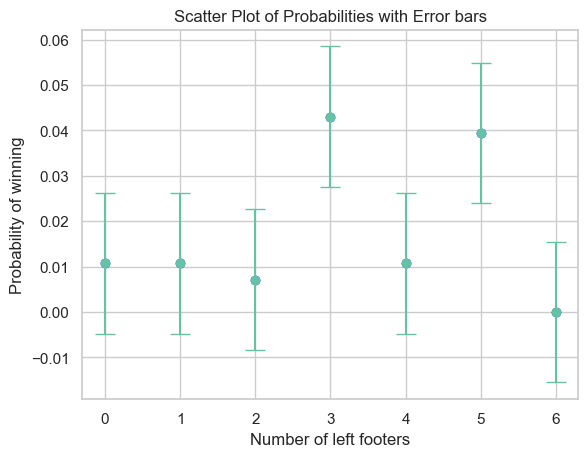 Scatter Plot of Probabilities with Error bars
0.06
0.05
0.04
0.03
0.02
0.01
0.00
−0.01
Probability of winning
0 1 2 3 4 5 6
Number of left footers